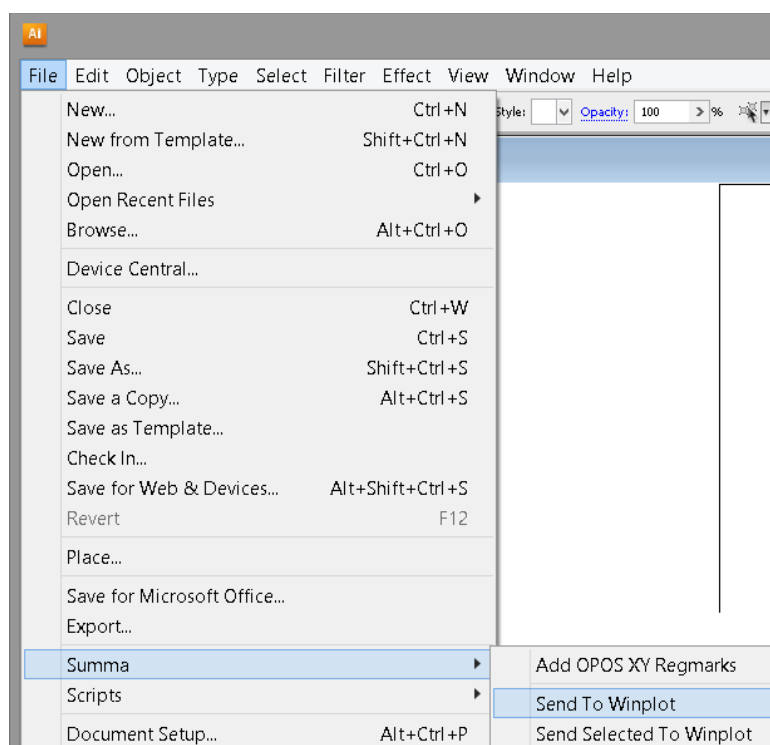 Ai
File Edit Object Type Select Filter Effect View Window Help
Style: Opacity: 100 > %
New... Ctrl+N
New from Template... Shift+Ctrl+N
Open... Ctrl+O
Open Recent Files
Browse... Alt+Ctrl+O
Device Central...
Close Ctrl+W
Save Ctrl+S
Save As... Shift+Ctrl+S
Save a Copy... Alt+Ctrl+S
Save as Template...
Check In...
Save for Web & Devices... Alt+Shift+Ctrl+S
Revert F12
Place...
Save for Microsoft Office...
Export...
Summa
Add OPOS XY Regmarks
Scripts
Send To Winplot
Document Setup... Alt+Ctrl+P
Send Selected To Winplot